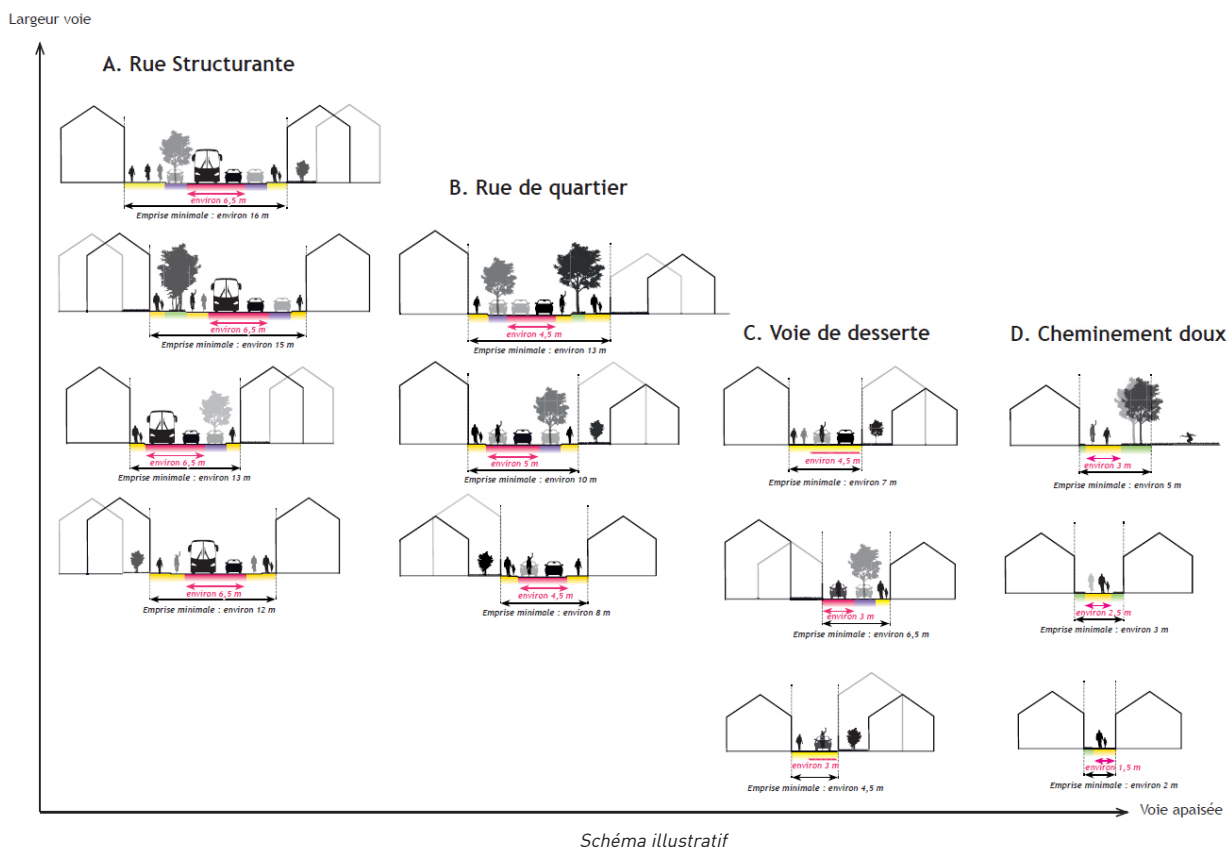 Largeur voie
A. Rue Structurante
environ 6,5 m
Emprise minimale : environ 16 m
environ 6,5 m
Emprise minimale : environ 15 m
environ 6,5 m
Emprise minimale : environ 13 m
environ 6,5 m
Emprise minimale : environ 12 m
B. Rue de quartier
environ 4,5 m
Emprise minimale : environ 13 m
environ 5 m
Emprise minimale : environ 10 m
environ 4,5 m
Emprise minimale : environ 8 m
C. Voie de desserte
environ 4,5 m
Emprise minimale : environ 7 m
environ 3 m
Emprise minimale : environ 6,5 m
environ 3 m
Emprise minimale : environ 4,5 m
D. Cheminement doux
environ 3 m
Emprise minimale : environ 5 m
environ 2,5 m
Emprise minimale : environ 3 m
environ 1,5 m
Emprise minimale : environ 2 m
Voie apaisée
Schéma illustratif